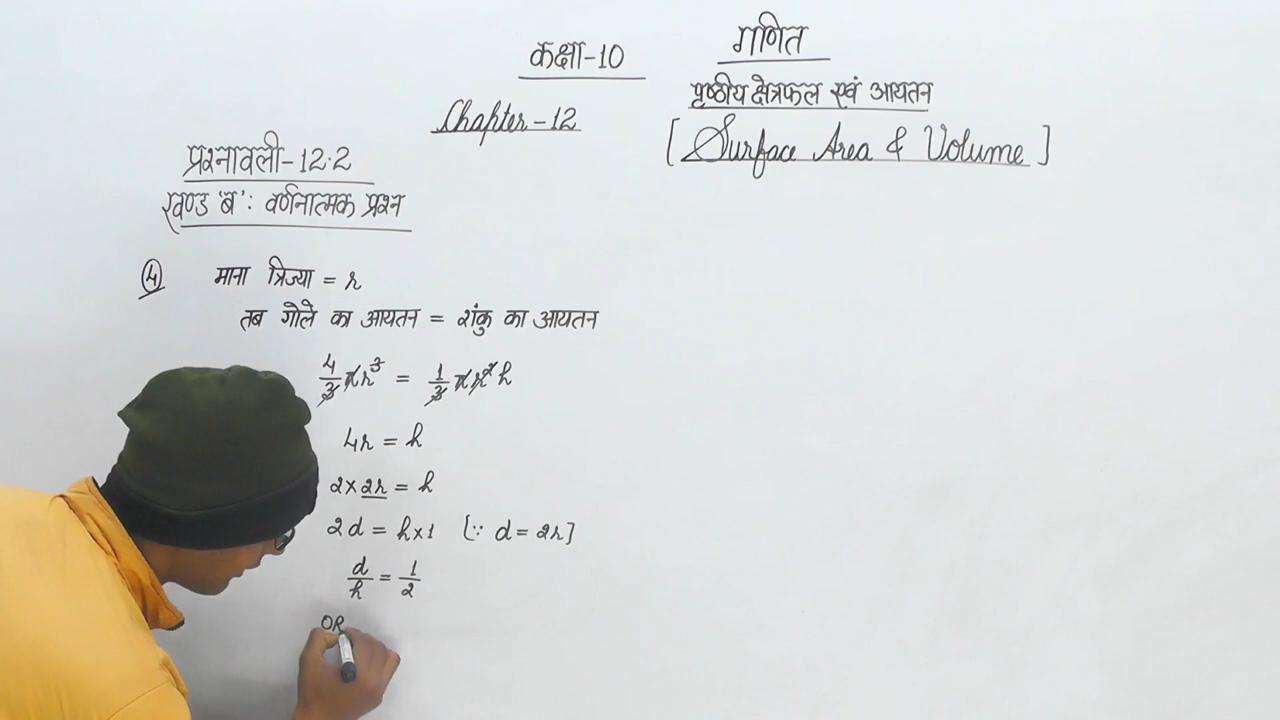 कक्षा-10
गणित
Chapter-12
पृष्ठीय क्षेत्रफल एवं आयतन
[Surface Area & Volume]
प्रश्नावली-12.2
खण्ड 'ब': वर्णनात्मक प्रश्न
④ माना त्रिज्या = r
तब गोले का आयतन = शंकु का आयतन
4/3 πr³ = 1/3 πr²h
4r = h
2×2r = h
2d = h×1 [∵ d = 2r]
d/h = 1/2
OR